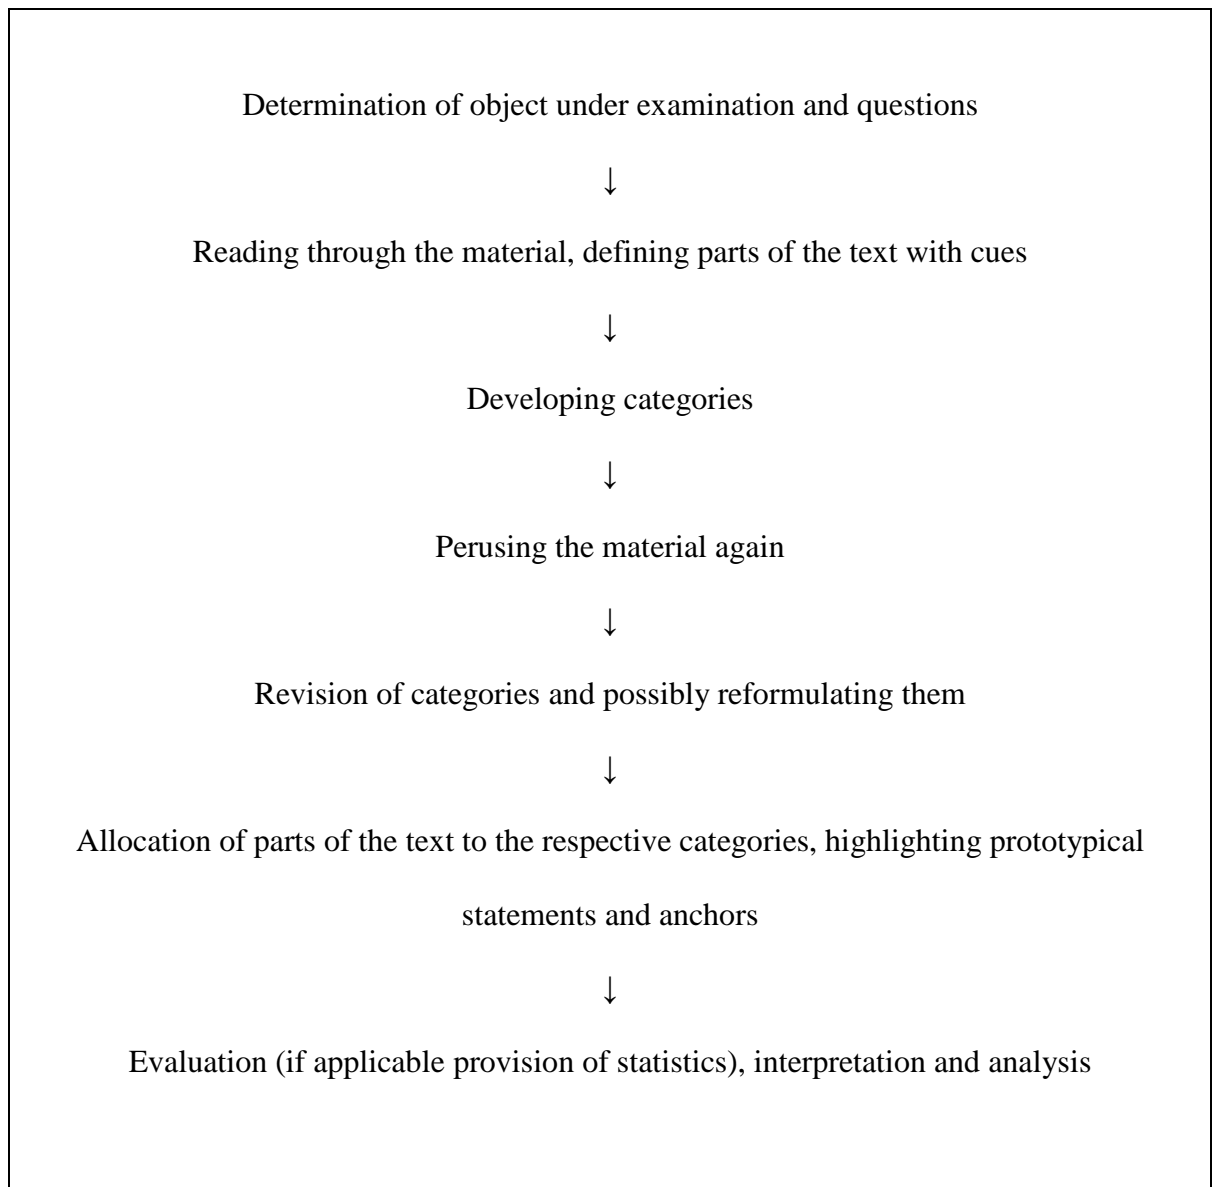 Determination of object under examination and questions
↓
Reading through the material, defining parts of the text with cues
↓
Developing categories
↓
Perusing the material again
↓
Revision of categories and possibly reformulating them
↓
Allocation of parts of the text to the respective categories, highlighting prototypical
statements and anchors
↓
Evaluation (if applicable provision of statistics), interpretation and analysis